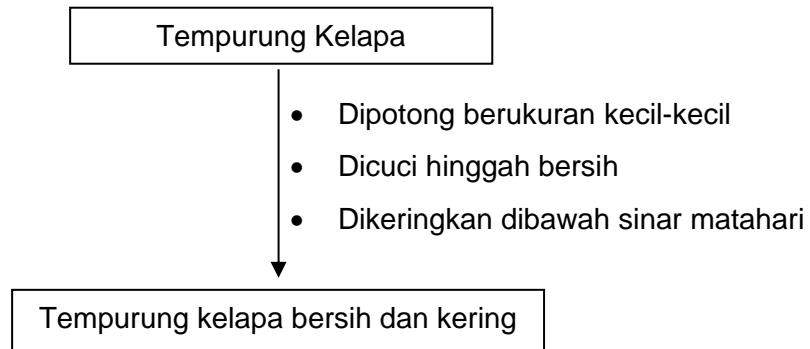 Tempurung Kelapa
• Dipotong berukuran kecil-kecil
• Dicuci hinggah bersih
• Dikeringkan dibawah sinar matahari
Tempurung kelapa bersih dan kering